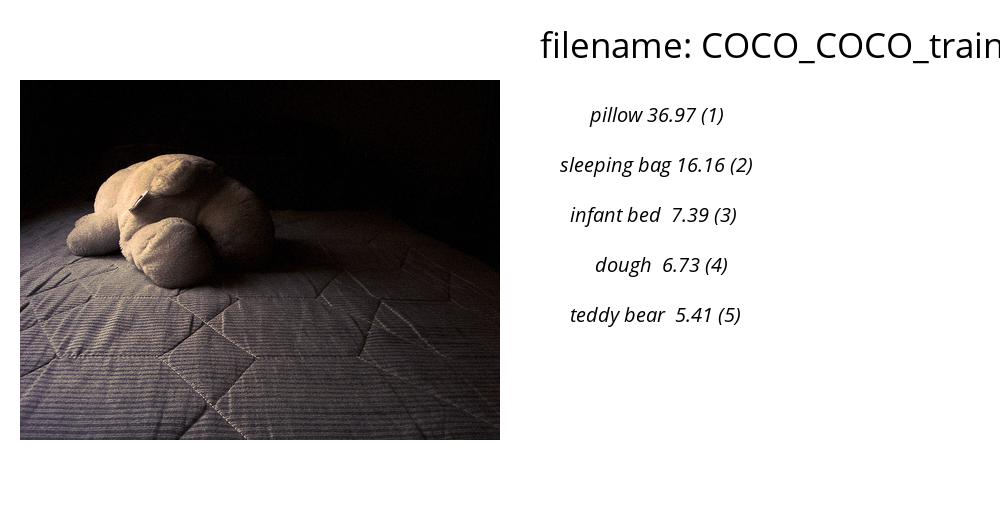 filename: COCO_COCO_train
pillow 36.97 (1)
sleeping bag 16.16 (2)
infant bed 7.39 (3)
dough 6.73 (4)
teddy bear 5.41 (5)